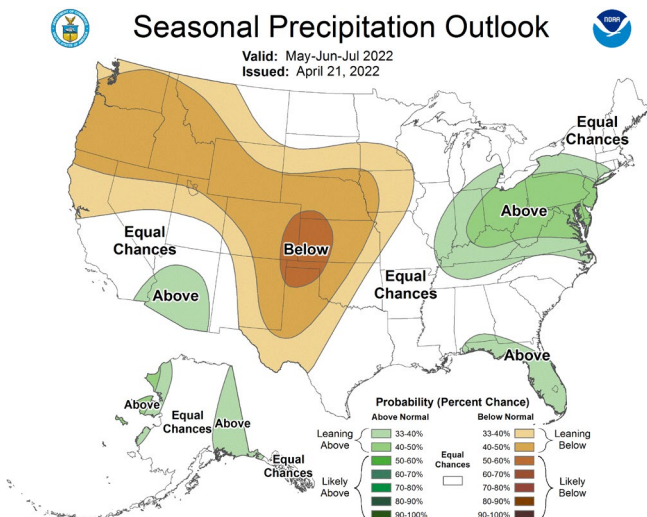 Seasonal Precipitation Outlook
NOAA
Valid: May-Jun-Jul 2022
Issued: April 21, 2022
Equal
Chances
Above
Below
Equal
Chances
Above
Equal
Chances
Above
Above
Equal
Chances
Above
Equal
Chances
Probability (Percent Chance)
Above Normal
Below Normal
Leaning
Above
33-40%
40-50%
Likely
Above
50-60%
60-70%
70-80%
80-90%
90-100%
Equal
Chances
33-40%
40-50%
Leaning
Below
50-60%
60-70%
70-80%
80-90%
90-100%
Likely
Below